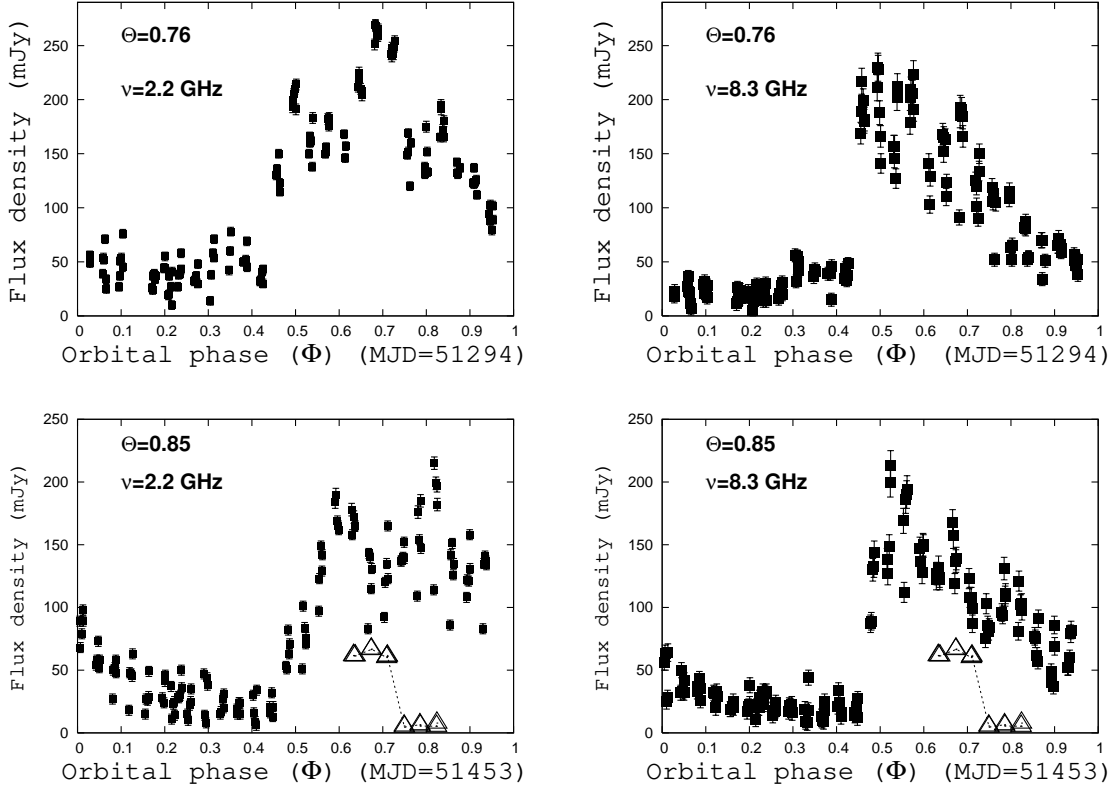 Θ=0.76
ν=2.2 GHz
Flux density (mJy)
250
200
150
100
50
0
0 0.1 0.2 0.3 0.4 0.5 0.6 0.7 0.8 0.9 1
Orbital phase (Φ) (MJD=51294)
Θ=0.76
ν=8.3 GHz
Flux density (mJy)
250
200
150
100
50
0
0 0.1 0.2 0.3 0.4 0.5 0.6 0.7 0.8 0.9 1
Orbital phase (Φ) (MJD=51294)
Θ=0.85
ν=2.2 GHz
Flux density (mJy)
250
200
150
100
50
0
0 0.1 0.2 0.3 0.4 0.5 0.6 0.7 0.8 0.9 1
Orbital phase (Φ) (MJD=51453)
Θ=0.85
ν=8.3 GHz
Flux density (mJy)
250
200
150
100
50
0
0 0.1 0.2 0.3 0.4 0.5 0.6 0.7 0.8 0.9 1
Orbital phase (Φ) (MJD=51453)